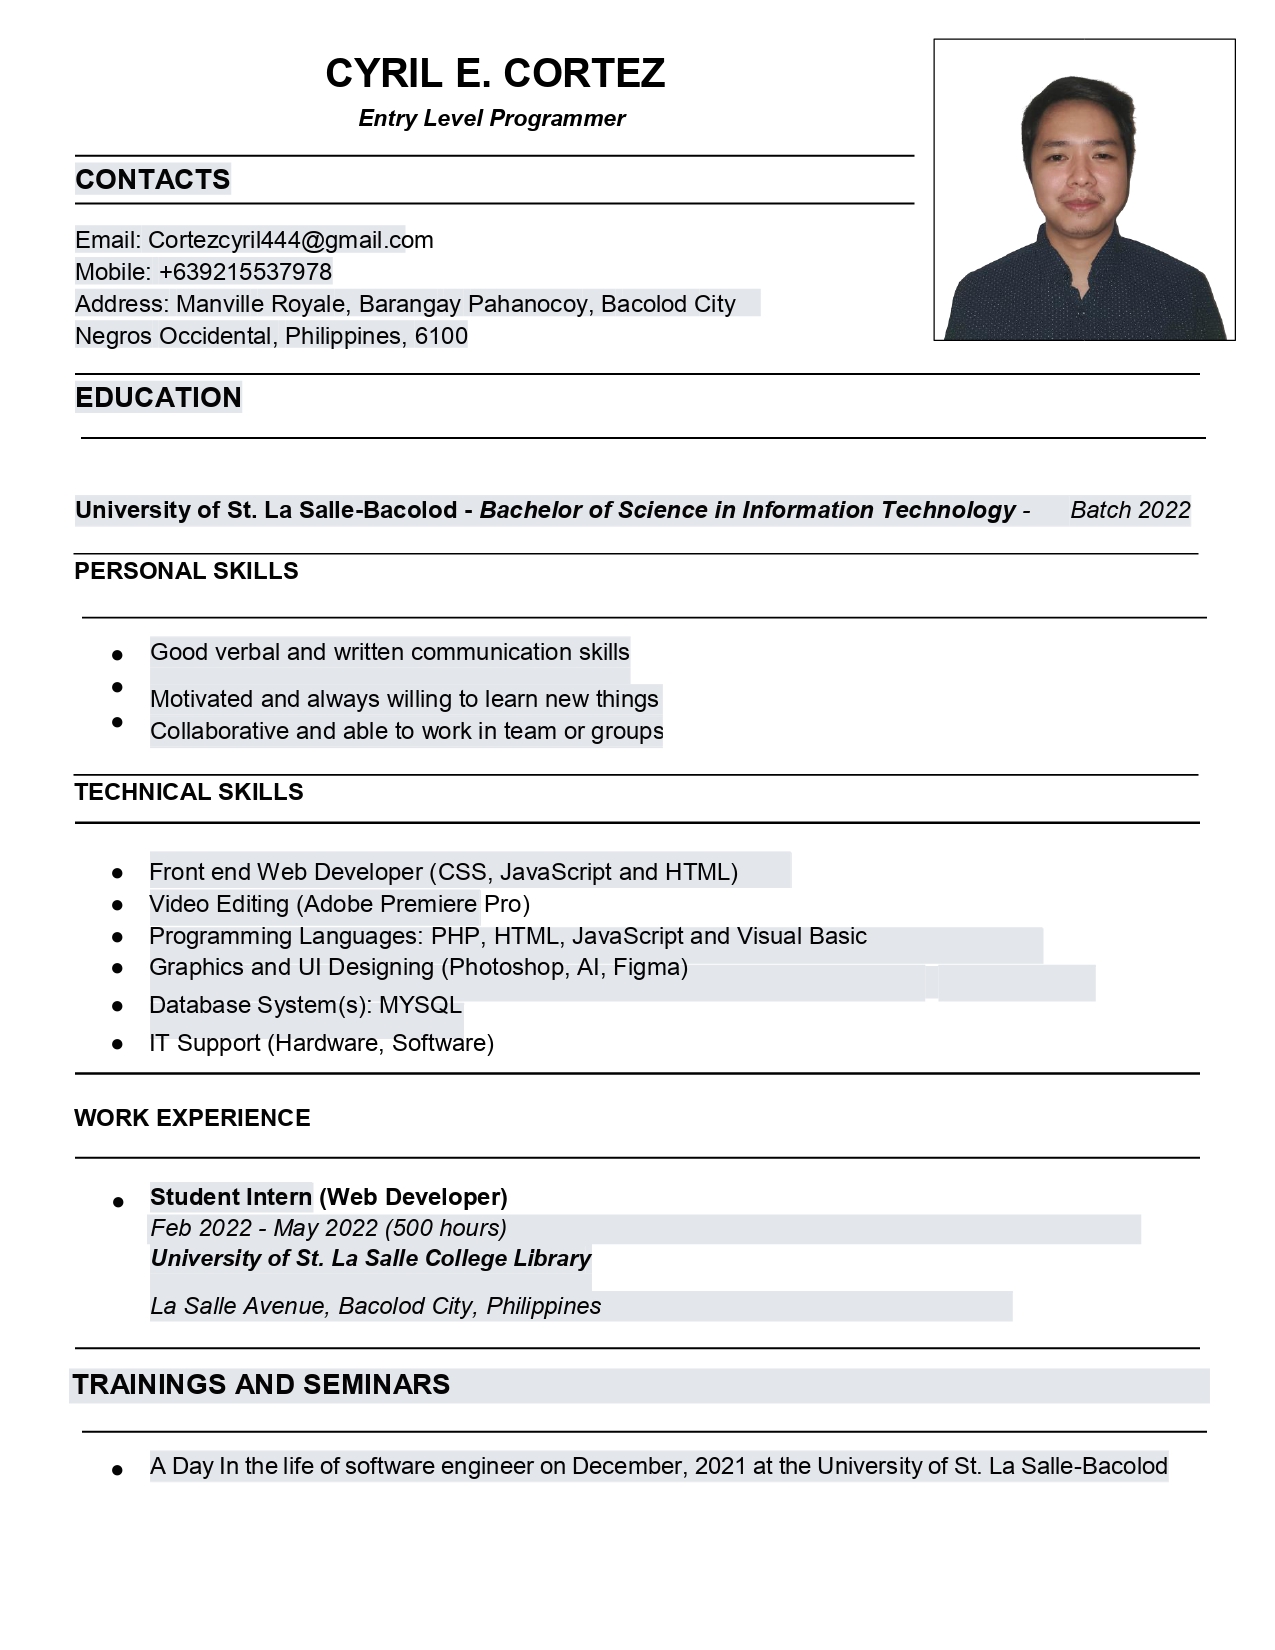 CYRIL E. CORTEZ
Entry Level Programmer
CONTACTS
Email: Cortezcyril444@gmail.com
Mobile: +639215537978
Address: Manville Royale, Barangay Pahanocoy, Bacolod City
Negros Occidental, Philippines, 6100
EDUCATION
University of St. La Salle-Bacolod - Bachelor of Science in Information Technology - Batch 2022
PERSONAL SKILLS
● Good verbal and written communication skills
● Motivated and always willing to learn new things
● Collaborative and able to work in team or groups
TECHNICAL SKILLS
● Front end Web Developer (CSS, JavaScript and HTML)
● Video Editing (Adobe Premiere Pro)
● Programming Languages: PHP, HTML, JavaScript and Visual Basic
● Graphics and UI Designing (Photoshop, AI, Figma)
● Database System(s): MYSQL
● IT Support (Hardware, Software)
WORK EXPERIENCE
● Student Intern (Web Developer)
Feb 2022 - May 2022 (500 hours)
University of St. La Salle College Library
La Salle Avenue, Bacolod City, Philippines
TRAININGS AND SEMINARS
● A Day In the life of software engineer on December, 2021 at the University of St. La Salle-Bacolod